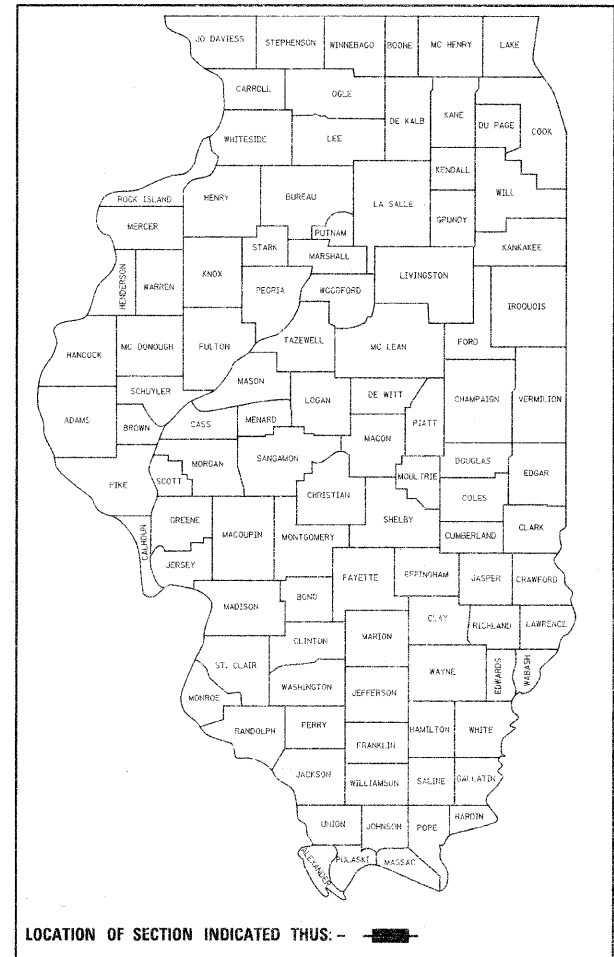 JO DAVIESS STEPHENSON WINNEBAGO BOONE MC HENRY LAKE
CARROLL OGLE DE KALB KANE DU PAGE COOK
WHITESIDE LEE KENDALL WILL
ROCK ISLAND HENRY BUREAU LA SALLE GRUNDY
MERCER PUTNAM KANKAKEE
STARK MARSHALL
HENDERSON WARREN KNOX PEORIA WOODFORD LIVINGSTON IROQUOIS
HANCOCK MC DONOUGH FULTON TAZEWELL MC LEAN FORD
SCHUYLER MASON LOGAN DE WITT CHAMPAIGN VERMILION
ADAMS BROWN CASS MENARD MACON PIATT
PIKE SCOTT MORGAN SANGAMON CHRISTIAN MOULTRIE DOUGLAS EDGAR
COLES
CALHOUN GREENE MACOUPIN MONTGOMERY SHELBY CUMBERLAND CLARK
JERSEY FAYETTE EFFINGHAM JASPER CRAWFORD
MADISON BOND CLAY RICHLAND LAWRENCE
CLINTON MARION
ST. CLAIR WAYNE EDWARDS WABASH
MONROE WASHINGTON JEFFERSON
RANDOLPH PERRY FRANKLIN HAMILTON WHITE
JACKSON WILLIAMSON SALINE GALLATIN
UNION JOHNSON POPE HARDIN
ALEXANDER PULASKI MASSAC
LOCATION OF SECTION INDICATED THUS: -